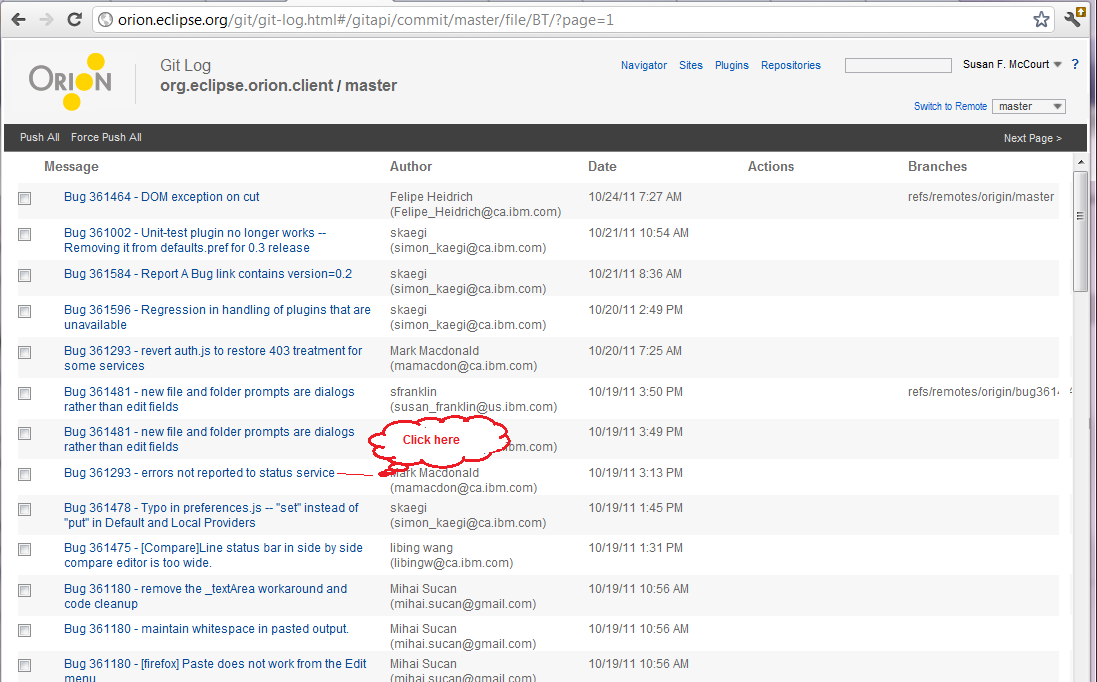 orion.eclipse.org/git/git-log.html#/gitapi/commit/master/file/BT/?page=1
ORION
Git Log
org.eclipse.orion.client / master
Navigator Sites Plugins Repositories Susan F. McCourt ?
Switch to Remote master
Push All Force Push All Next Page >
Message Author Date Actions Branches
Bug 361464 - DOM exception on cut Felipe Heidrich 10/24/11 7:27 AM refs/remotes/origin/master
(Felipe_Heidrich@ca.ibm.com)
Bug 361002 - Unit-test plugin no longer works -- skaegi 10/21/11 10:54 AM
Removing it from defaults.pref for 0.3 release (simon_kaegi@ca.ibm.com)
Bug 361584 - Report A Bug link contains version=0.2 skaegi 10/21/11 8:36 AM
(simon_kaegi@ca.ibm.com)
Bug 361596 - Regression in handling of plugins that are skaegi 10/20/11 2:49 PM
unavailable (simon_kaegi@ca.ibm.com)
Bug 361293 - revert auth.js to restore 403 treatment for Mark Macdonald 10/20/11 7:25 AM
some services (mamacdon@ca.ibm.com)
Bug 361481 - new file and folder prompts are dialogs sfranklin 10/19/11 3:50 PM refs/remotes/origin/bug3614
rather than edit fields (susan_franklin@us.ibm.com)
Bug 361481 - new file and folder prompts are dialogs 10/19/11 3:49 PM
Click here
rather than edit fields ibm.com)
Bug 361293 - errors not reported to status service Mark Macdonald 10/19/11 3:13 PM
(mamacdon@ca.ibm.com)
Bug 361478 - Typo in preferences.js -- "set" instead of skaegi 10/19/11 1:45 PM
"put" in Default and Local Providers (simon_kaegi@ca.ibm.com)
Bug 361475 - [Compare]Line status bar in side by side libing wang 10/19/11 1:31 PM
compare editor is too wide. (libingw@ca.ibm.com)
Bug 361180 - remove the _textArea workaround and Mihai Sucan 10/19/11 10:56 AM
code cleanup (mihai.sucan@gmail.com)
Bug 361180 - maintain whitespace in pasted output. Mihai Sucan 10/19/11 10:56 AM
(mihai.sucan@gmail.com)
Bug 361180 - [firefox] Paste does not work from the Edit Mihai Sucan 10/19/11 10:56 AM
menu (mihai.sucan@gmail.com)